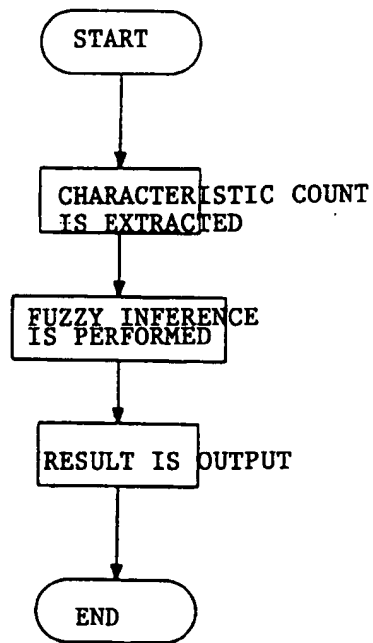 START
CHARACTERISTIC COUNT
IS EXTRACTED
FUZZY INFERENCE
IS PERFORMED
RESULT IS OUTPUT
END